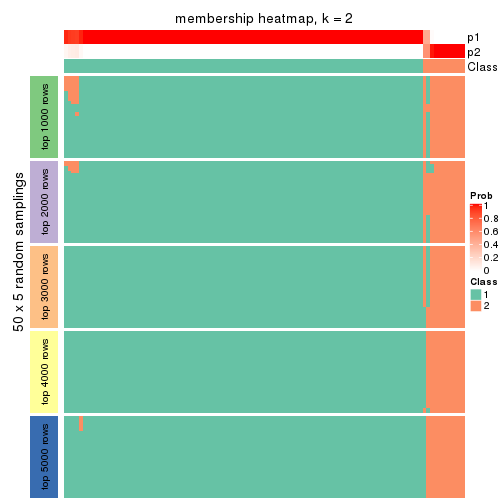 membership heatmap, k = 2
p1
p2
Class
50 x 5 random samplings
top 1000 rows
top 2000 rows
top 3000 rows
top 4000 rows
top 5000 rows
Prob
1
0.8
0.6
0.4
0.2
0
Class
1
2